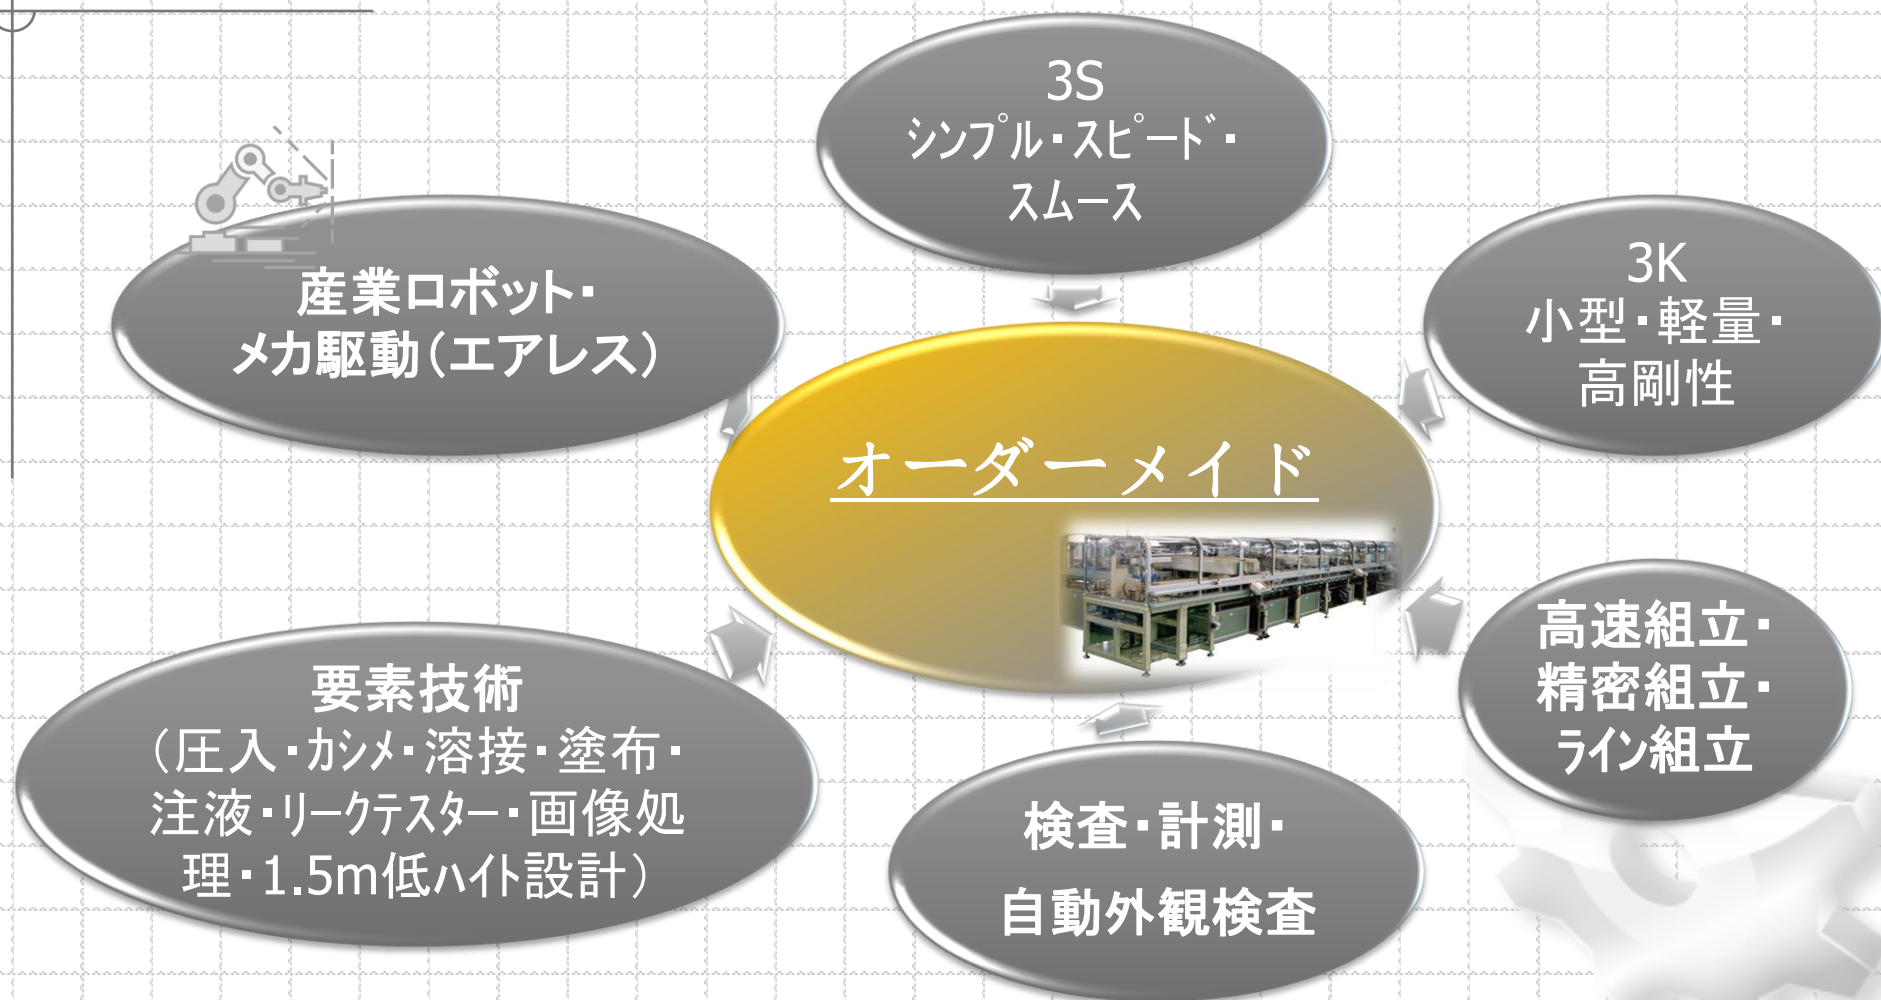 3S
シンプル・スピード・
スムース
産業ロボット・
メカ駆動（エアレス）
3K
小型・軽量・
高剛性
オーダーメイド
高速組立・
精密組立・
ライン組立
要素技術
（圧入・カシメ・溶接・塗布・
注液・リークテスター・画像処
理・1.5m低ハイト設計）
検査・計測・
自動外観検査